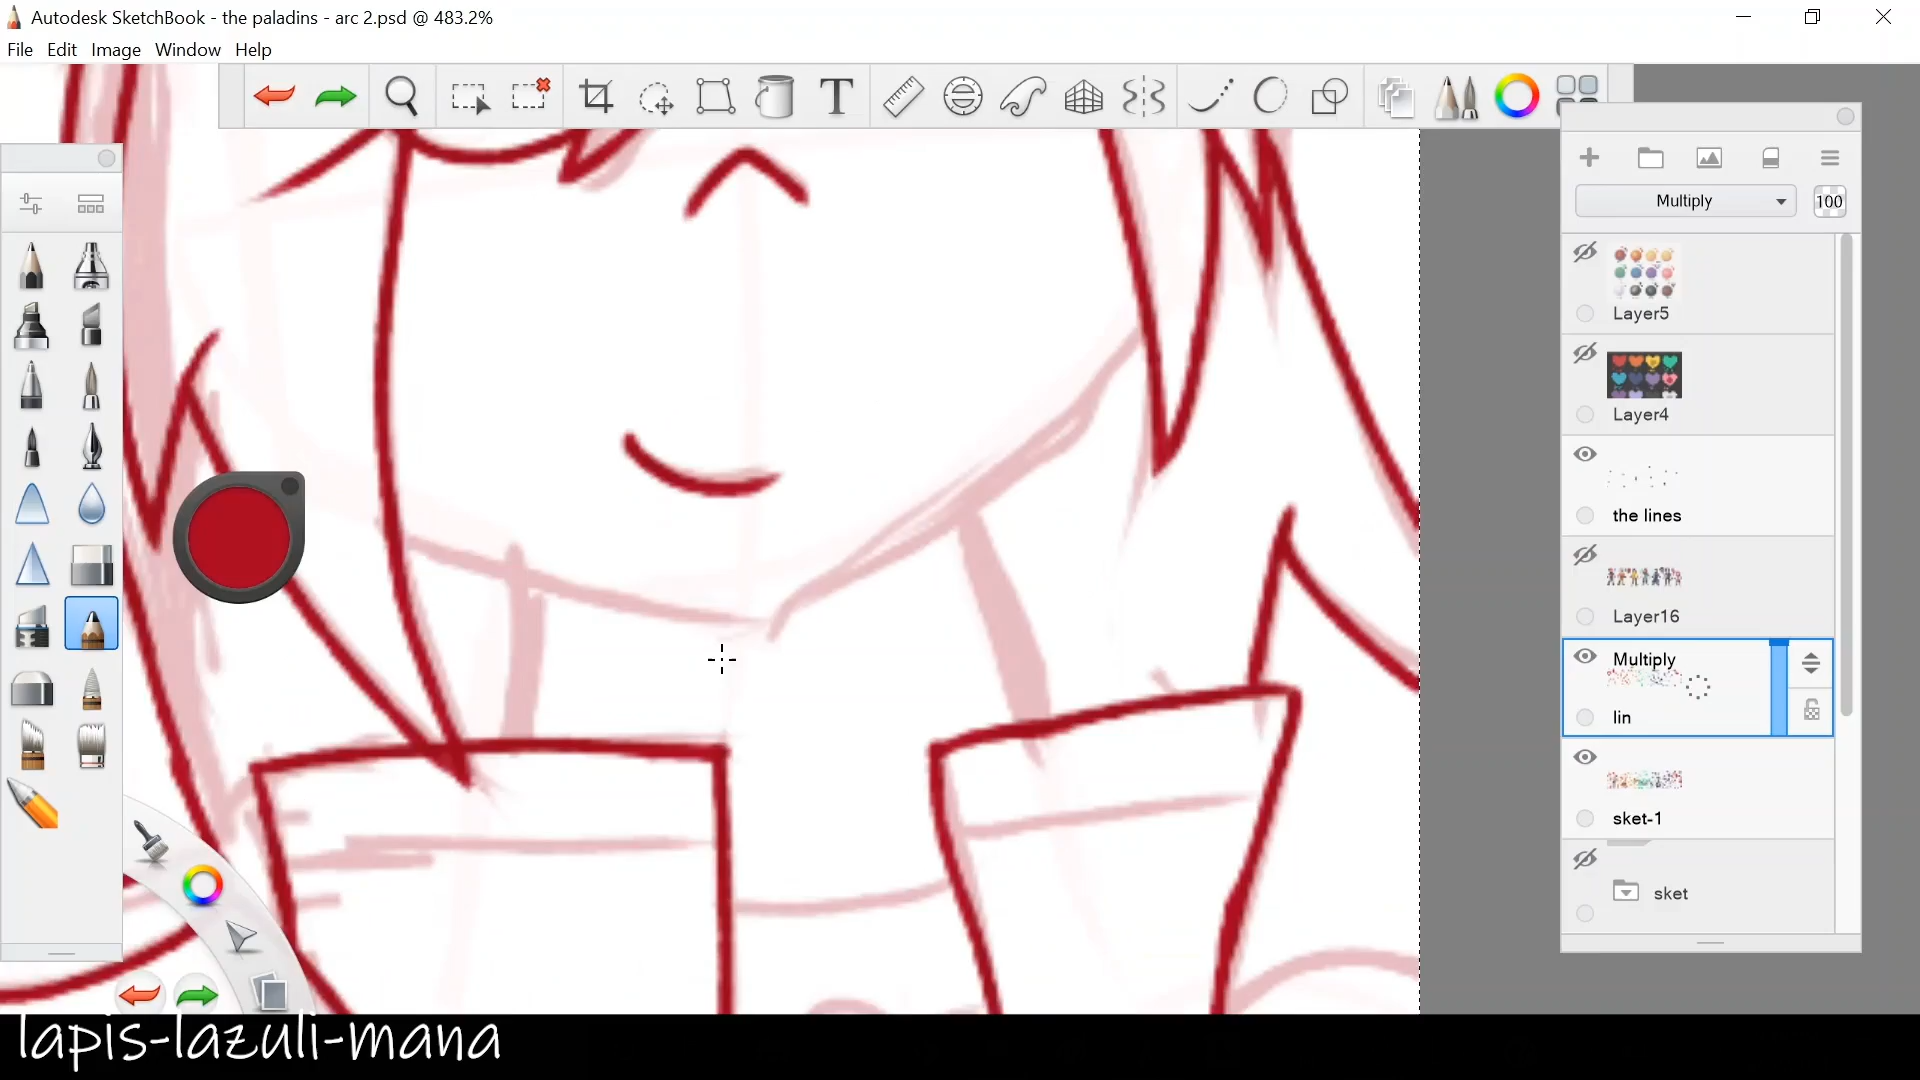 Autodesk SketchBook - the paladins - arc 2.psd @ 483.2%
File Edit Image Window Help
T
Multiply 100
Layer5
Layer4
the lines
Layer16
Multiply
lin
sket-1
sket
lapis-lazuli-mana